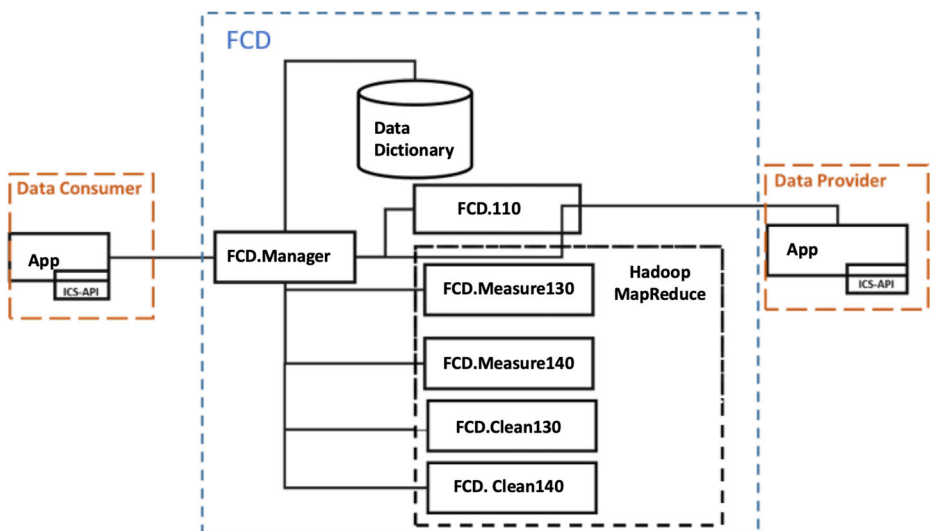 FCD
Data
Dictionary
Data Consumer
Data Provider
FCD.110
App
FCD.Manager
App
ICS-API
ICS-API
Hadoop
MapReduce
FCD.Measure130
FCD.Measure140
FCD.Clean130
FCD. Clean140